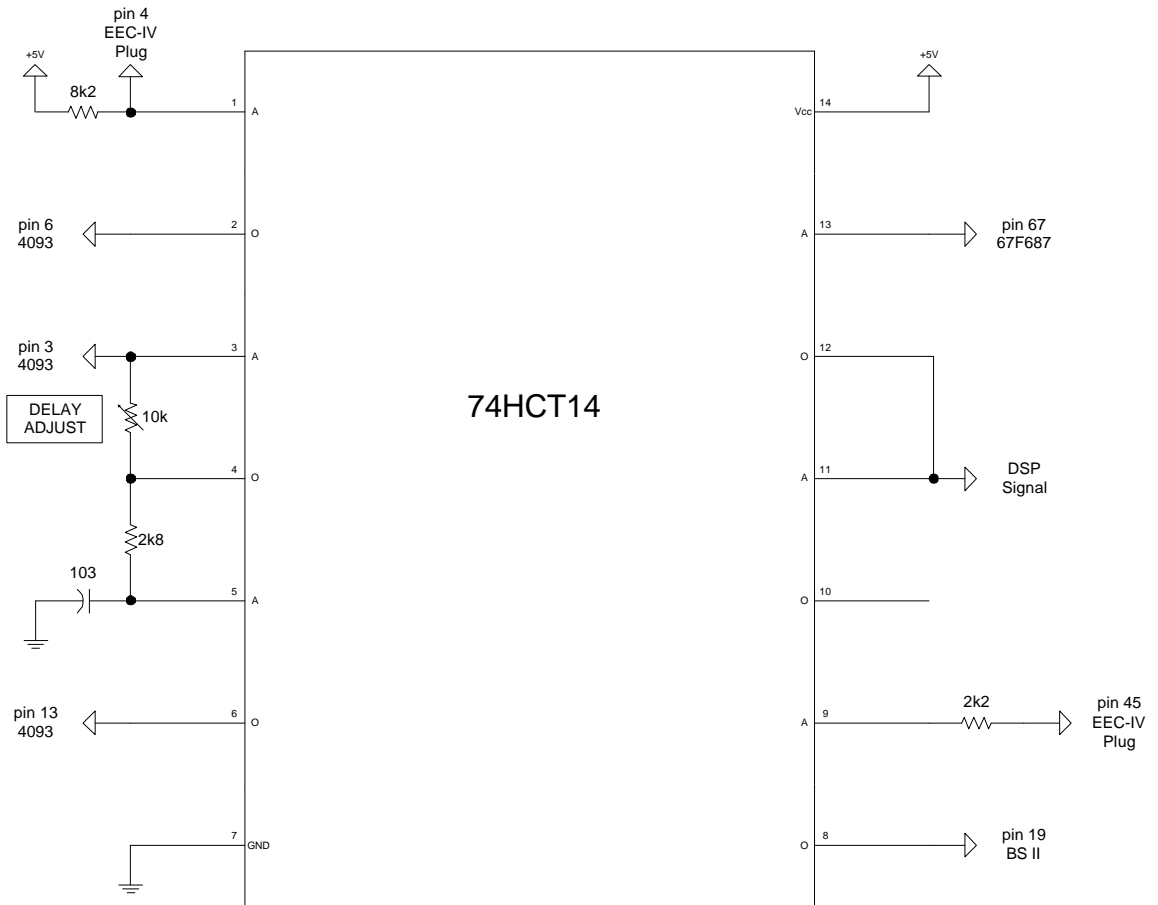 pin 4
EEC-IV
Plug
+5V
8k2
1
A
pin 6
4093
2
O
pin 3
4093
3
A
DELAY
ADJUST
10k
4
O
2k8
103
5
A
pin 13
4093
6
O
7
GND
74HCT14
+5V
Vcc
14
A
13
pin 67
67F687
O
12
A
11
DSP
Signal
O
10
A
9
2k2
pin 45
EEC-IV
Plug
O
8
pin 19
BS II